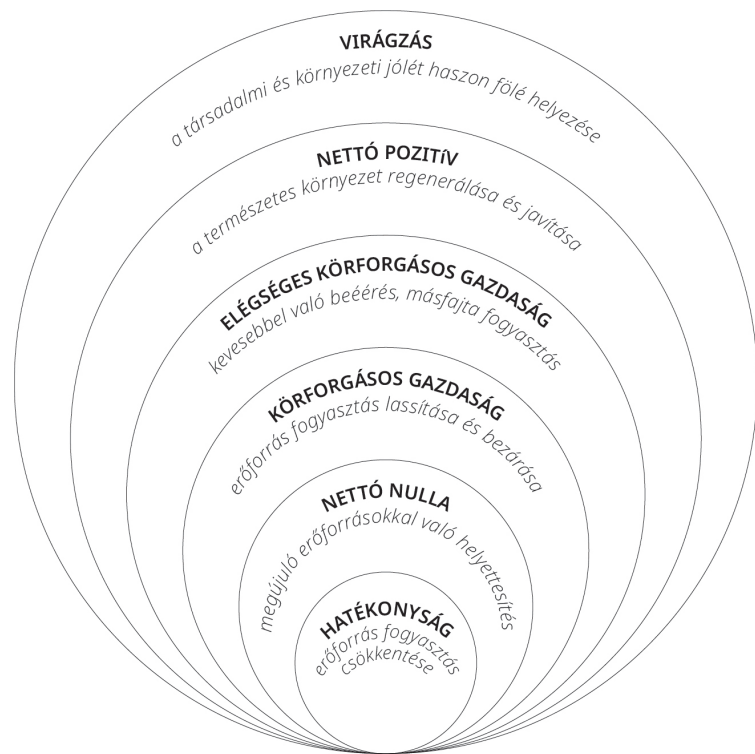 VIRÁGZÁS
a társadalmi és környezeti jólét haszon fölé helyezése
NETTÓ POZITíV
a természetes környezet regenerálása és javítása
ELÉGSÉGES KÖRFORGÁSOS GAZDASÁG
kevesebbel való beéérés, másfajta fogyasztás
KÖRFORGÁSOS GAZDASÁG
erőforrás fogyasztás lassítása és bezárása
NETTÓ NULLA
megújuló erőforrásokkal való helyettesítés
HATÉKONYSÁG
erőforrás fogyasztás
csökkentése